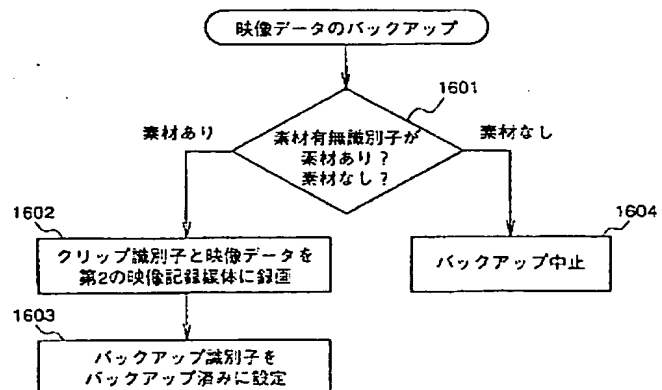 映像データのバックアップ
1601
素材有無識別子が
素材あり?
素材なし?
素材あり
素材なし
1602
クリップ識別子と映像データを
第2の映像記録媒体に録画
1604
バックアップ中止
1603
バックアップ識別子を
バックアップ済みに設定